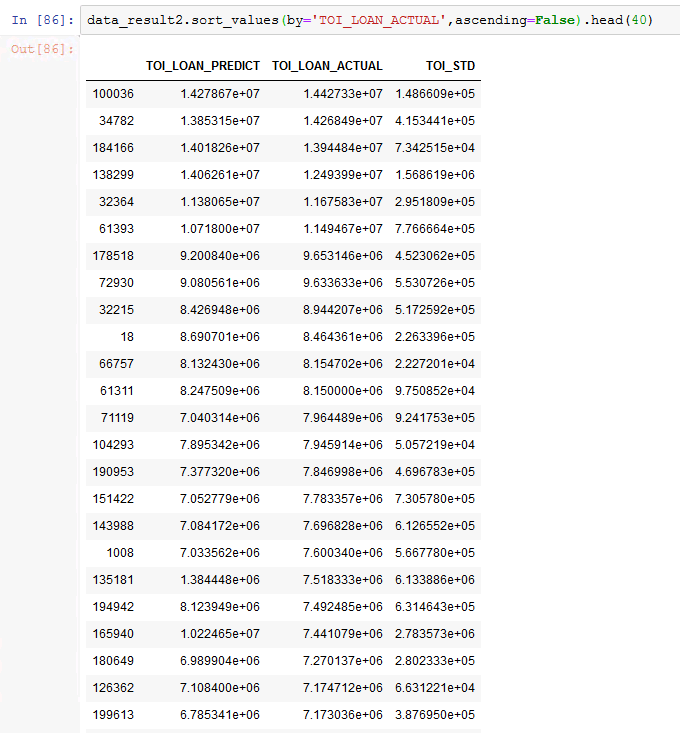 In [86]: data_result2.sort_values(by='TOI_LOAN_ACTUAL',ascending=False).head(40)
Out[86]:
TOI_LOAN_PREDICT TOI_LOAN_ACTUAL TOI_STD
100036 1.427867e+07 1.442733e+07 1.486609e+05
34782 1.385315e+07 1.426849e+07 4.153441e+05
184166 1.401826e+07 1.394484e+07 7.342515e+04
138299 1.406261e+07 1.249399e+07 1.568619e+06
32364 1.138065e+07 1.167583e+07 2.951809e+05
61393 1.071800e+07 1.149467e+07 7.766664e+05
178518 9.200840e+06 9.653146e+06 4.523062e+05
72930 9.080561e+06 9.633633e+06 5.530726e+05
32215 8.426948e+06 8.944207e+06 5.172592e+05
18 8.690701e+06 8.464361e+06 2.263396e+05
66757 8.132430e+06 8.154702e+06 2.227201e+04
61311 8.247509e+06 8.150000e+06 9.750852e+04
71119 7.040314e+06 7.964489e+06 9.241753e+05
104293 7.895342e+06 7.945914e+06 5.057219e+04
190953 7.377320e+06 7.846998e+06 4.696783e+05
151422 7.052779e+06 7.783357e+06 7.305780e+05
143988 7.084172e+06 7.696828e+06 6.126552e+05
1008 7.033562e+06 7.600340e+06 5.667780e+05
135181 1.384448e+06 7.518333e+06 6.133886e+06
194942 8.123949e+06 7.492485e+06 6.314643e+05
165940 1.022465e+07 7.441079e+06 2.783573e+06
180649 6.989904e+06 7.270137e+06 2.802333e+05
126362 7.108400e+06 7.174712e+06 6.631221e+04
199613 6.785341e+06 7.173036e+06 3.876950e+05